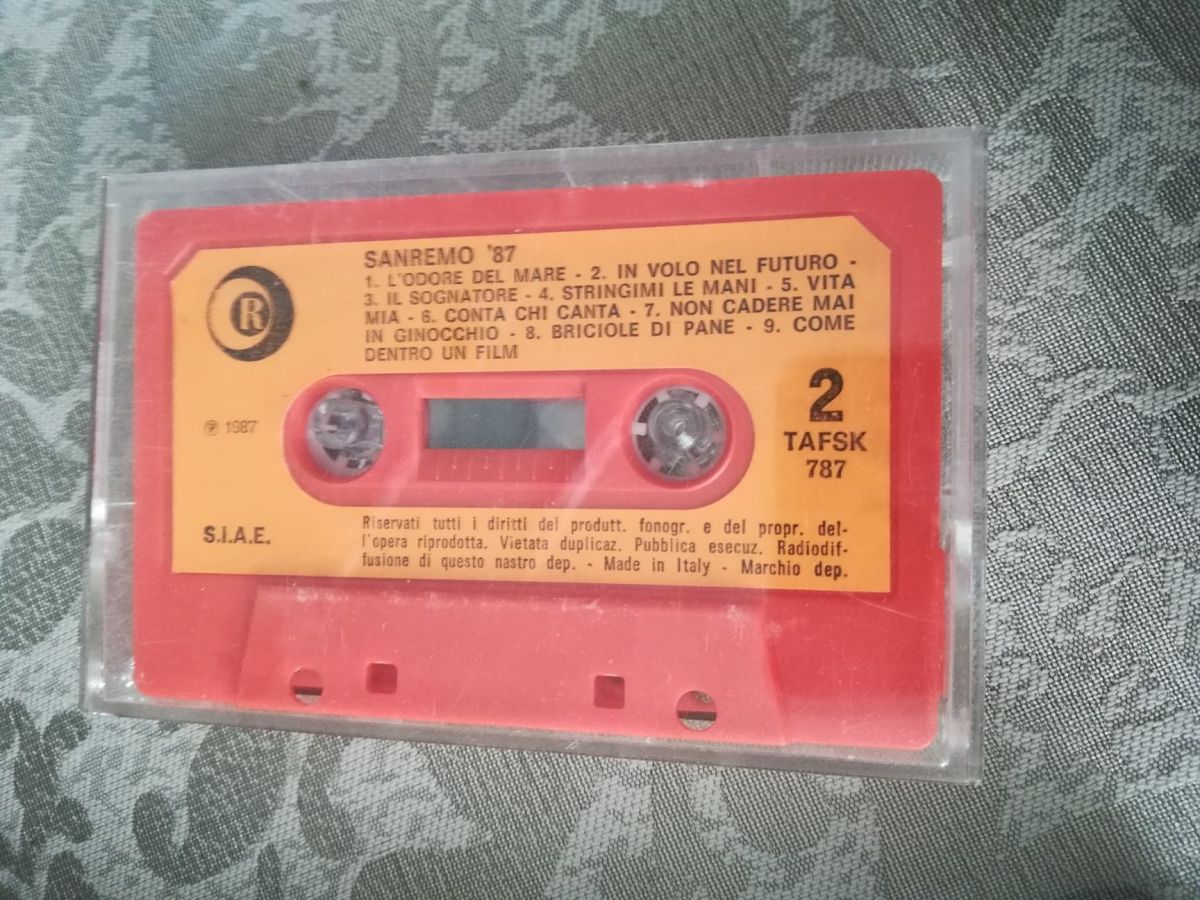 R
SANREMO '87
1. L'ODORE DEL MARE - 2. IN VOLO NEL FUTURO -
3. IL SOGNATORE - 4. STRINGIMI LE MANI - 5. VITA
MIA - 6. CONTA CHI CANTA - 7. NON CADERE MAI
IN GINOCCHIO - 8. BRICIOLE DI PANE - 9. COME
DENTRO UN FILM
℗ 1987
2
TAFSK
787
S.I.A.E.
Riservati tutti i diritti del produtt. fonogr. e del propr. del-
l'opera riprodotta. Vietata duplicaz. Pubblica esecuz. Radiodif-
fusione di questo nastro dep. - Made in Italy - Marchio dep.